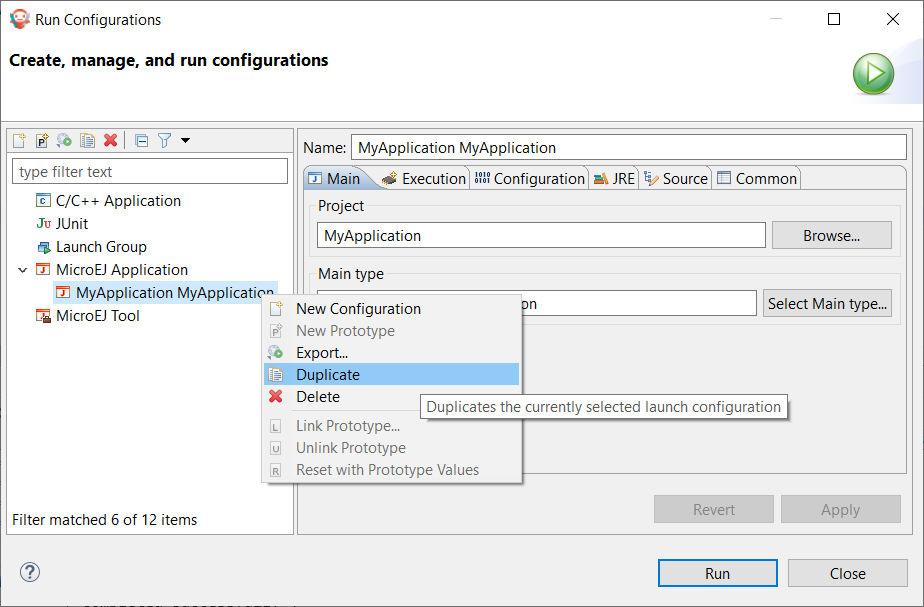 Run Configurations
Create, manage, and run configurations
type filter text
C/C++ Application
JUnit
Launch Group
MicroEJ Application
MyApplication MyApplication
MicroEJ Tool
Filter matched 6 of 12 items
New Configuration
New Prototype
Export...
Duplicate
Delete
Link Prototype...
Unlink Prototype
Reset with Prototype Values
Duplicates the currently selected launch configuration
Name: MyApplication MyApplication
Main Execution Configuration JRE Source Common
Project
MyApplication Browse...
Main type
Select Main type...
Revert Apply
Run Close